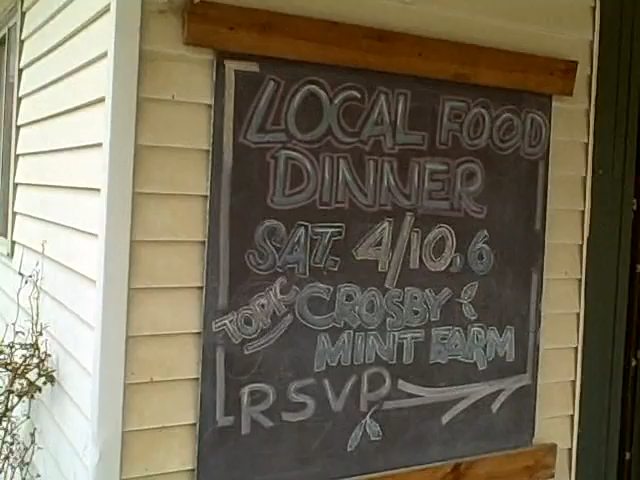 LOCAL FOOD
DINNER
SAT. 4/10.6
TOPIC CROSBY
MINT FARM
RSVP